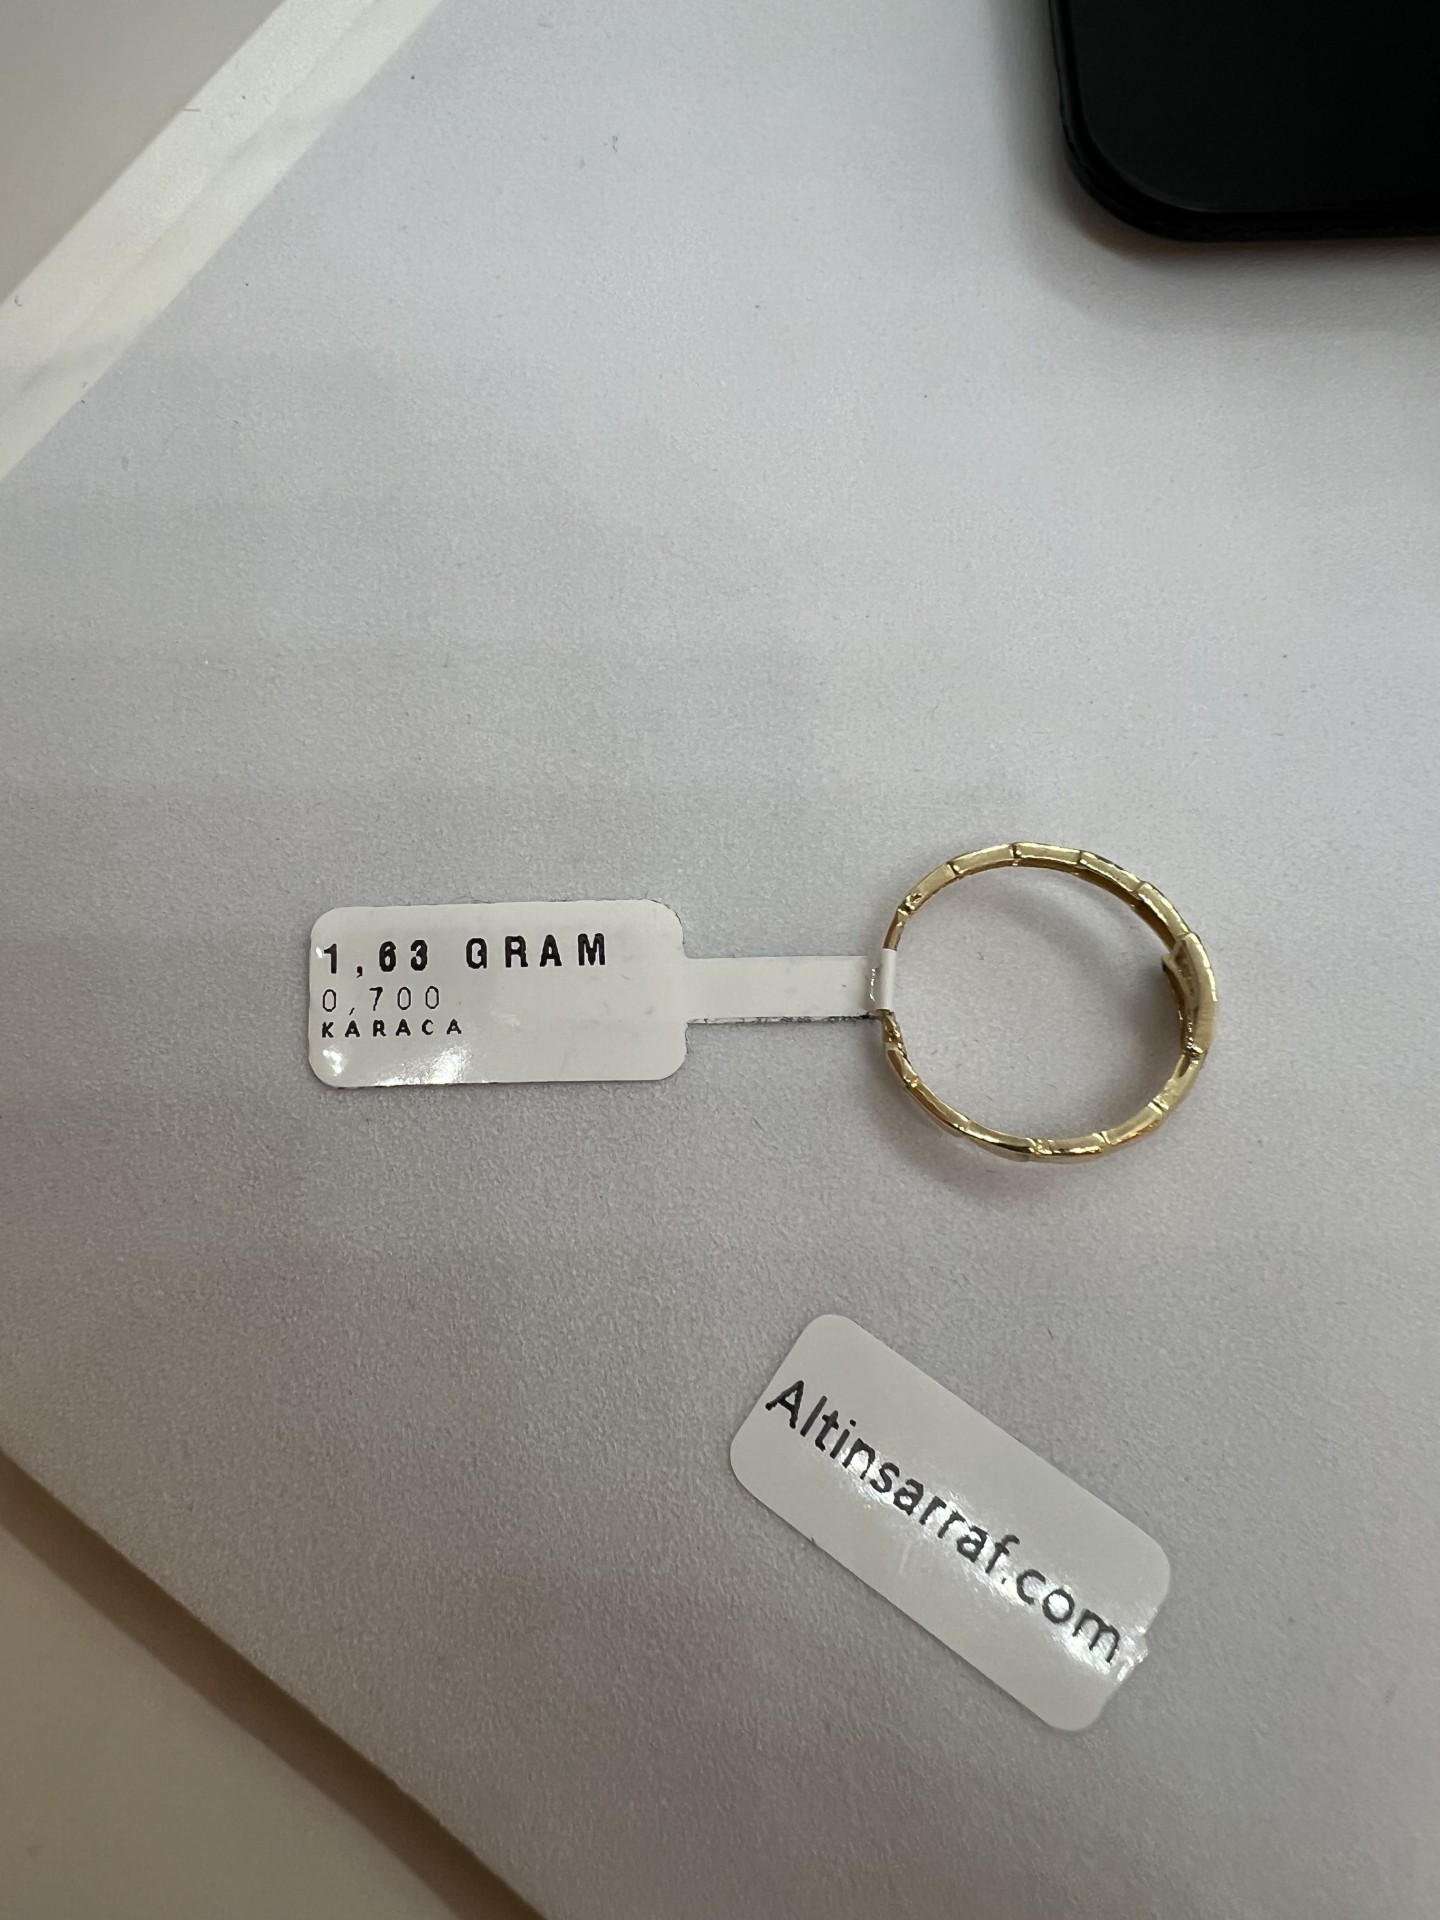 1,63 GRAM
0,700
KARACA
Altinsarraf.com